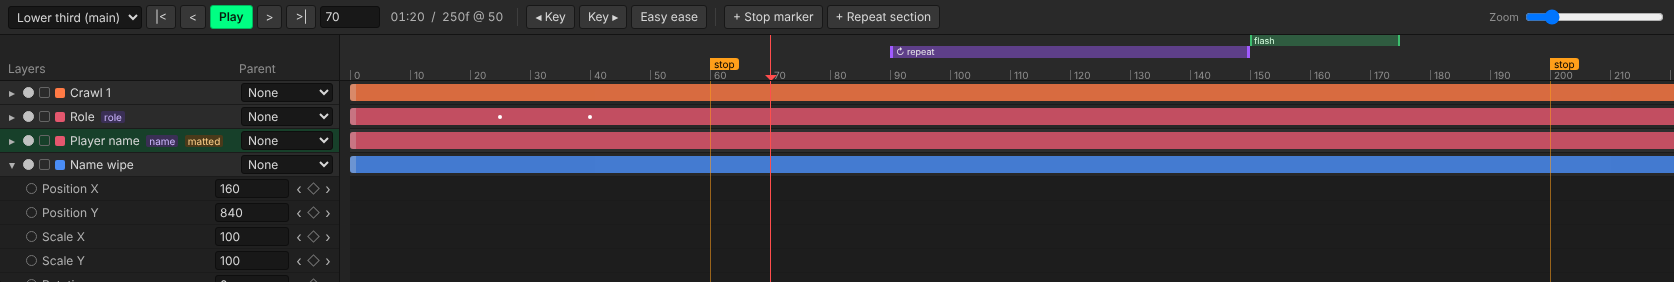 Lower third (main) |< < Play > >| 70 01:20 / 250f @ 50 ◂ Key Key ▸ Easy ease + Stop marker + Repeat section Zoom
flash
↻ repeat
stop stop
Layers Parent
0 10 20 30 40 50 60 70 80 90 100 110 120 130 140 150 160 170 180 190 200 210
▸ Crawl 1 None
▸ Role role None
▸ Player name name matted None
▾ Name wipe None
Position X 160 ‹ ◇ ›
Position Y 840 ‹ ◇ ›
Scale X 100 ‹ ◇ ›
Scale Y 100 ‹ ◇ ›